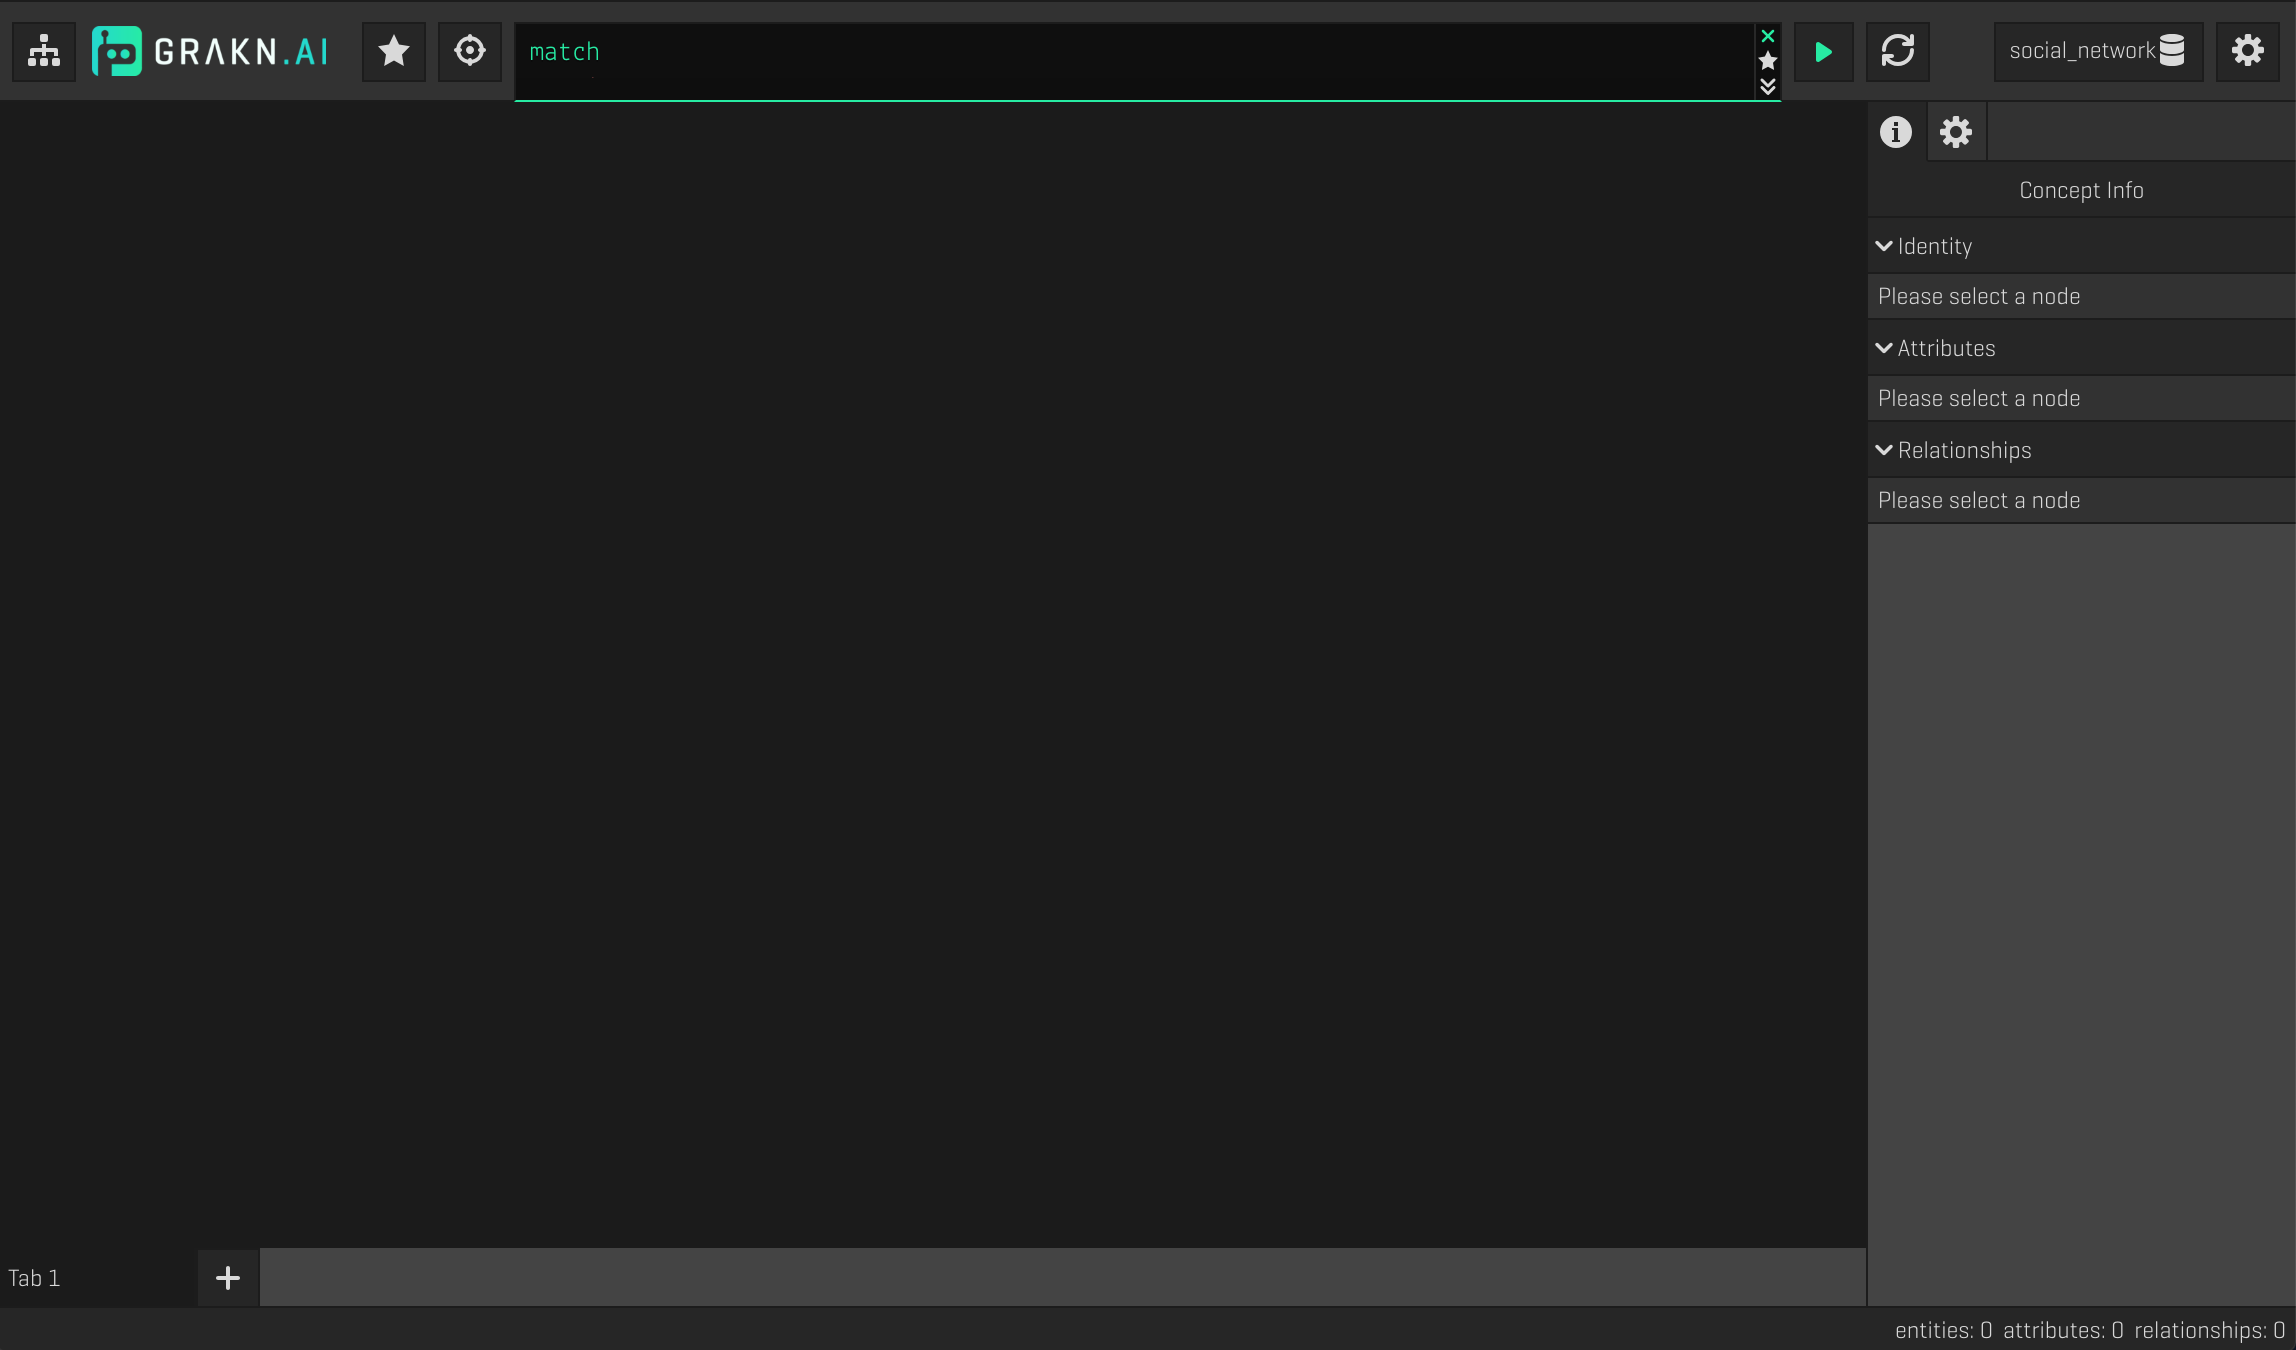 GRAKN.AI
match
social_network
Concept Info
Identity
Please select a node
Attributes
Please select a node
Relationships
Please select a node
Tab 1
entities: 0 attributes: 0 relationships: 0